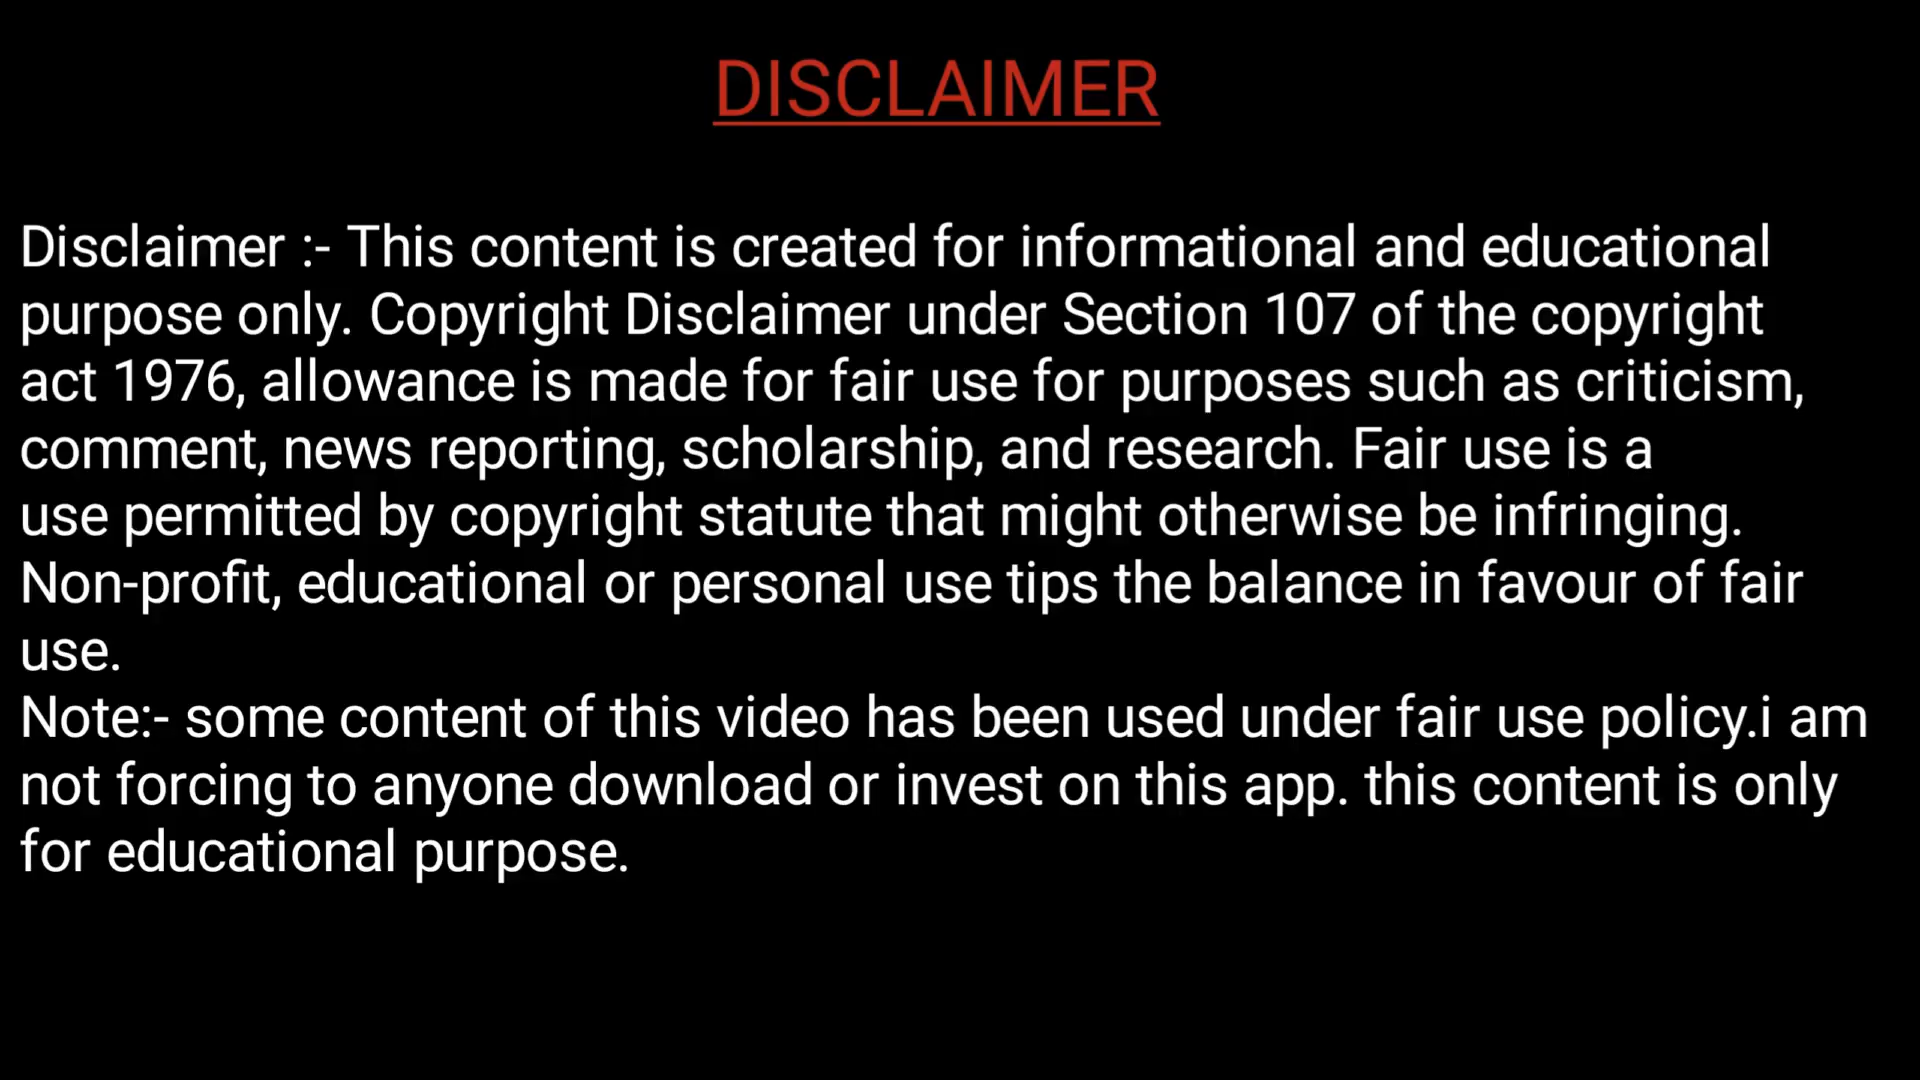 DISCLAIMER
Disclaimer :- This content is created for informational and educational
purpose only. Copyright Disclaimer under Section 107 of the copyright
act 1976, allowance is made for fair use for purposes such as criticism,
comment, news reporting, scholarship, and research. Fair use is a
use permitted by copyright statute that might otherwise be infringing.
Non-profit, educational or personal use tips the balance in favour of fair
use.
Note:- some content of this video has been used under fair use policy.i am
not forcing to anyone download or invest on this app. this content is only
for educational purpose.